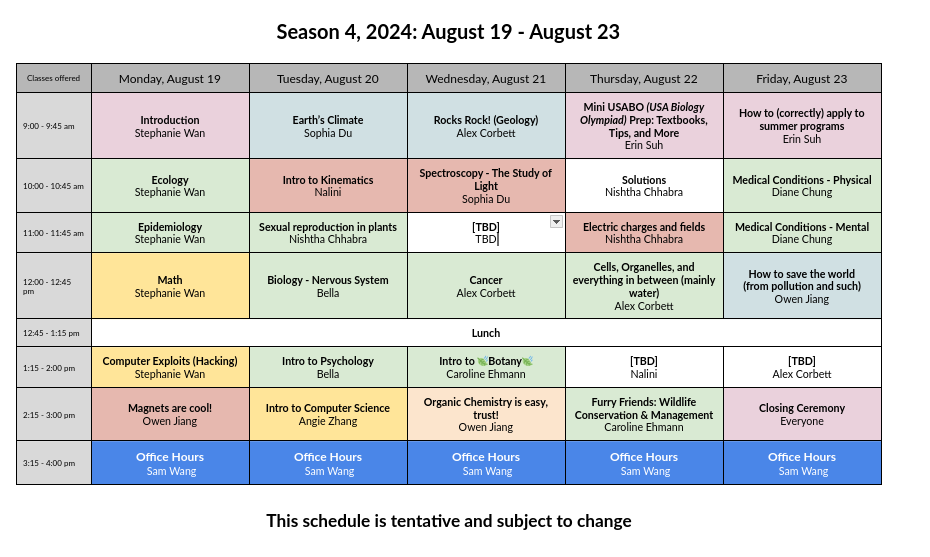 Season 4, 2024: August 19 - August 23
Classes offered
Monday, August 19
Tuesday, August 20
Wednesday, August 21
Thursday, August 22
Friday, August 23
9:00 - 9:45 am
Introduction
Stephanie Wan
Earth's Climate
Sophia Du
Rocks Rock! (Geology)
Alex Corbett
Mini USABO (USA Biology
Olympiad) Prep: Textbooks,
Tips, and More
Erin Suh
How to (correctly) apply to
summer programs
Erin Suh
10:00 - 10:45 am
Ecology
Stephanie Wan
Intro to Kinematics
Nalini
Spectroscopy - The Study of
Light
Sophia Du
Solutions
Nishtha Chhabra
Medical Conditions - Physical
Diane Chung
11:00 - 11:45 am
Epidemiology
Stephanie Wan
Sexual reproduction in plants
Nishtha Chhabra
[TBD]
TBD
Electric charges and fields
Nishtha Chhabra
Medical Conditions - Mental
Diane Chung
12:00 - 12:45
pm
Math
Stephanie Wan
Biology - Nervous System
Bella
Cancer
Alex Corbett
Cells, Organelles, and
everything in between (mainly
water)
Alex Corbett
How to save the world
(from pollution and such)
Owen Jiang
12:45 - 1:15 pm
Lunch
1:15 - 2:00 pm
Computer Exploits (Hacking)
Stephanie Wan
Intro to Psychology
Bella
Intro to 🌿Botany🌿
Caroline Ehmann
[TBD]
Nalini
[TBD]
Alex Corbett
2:15 - 3:00 pm
Magnets are cool!
Owen Jiang
Intro to Computer Science
Angie Zhang
Organic Chemistry is easy,
trust!
Owen Jiang
Furry Friends: Wildlife
Conservation & Management
Caroline Ehmann
Closing Ceremony
Everyone
3:15 - 4:00 pm
Office Hours
Sam Wang
Office Hours
Sam Wang
Office Hours
Sam Wang
Office Hours
Sam Wang
Office Hours
Sam Wang
This schedule is tentative and subject to change